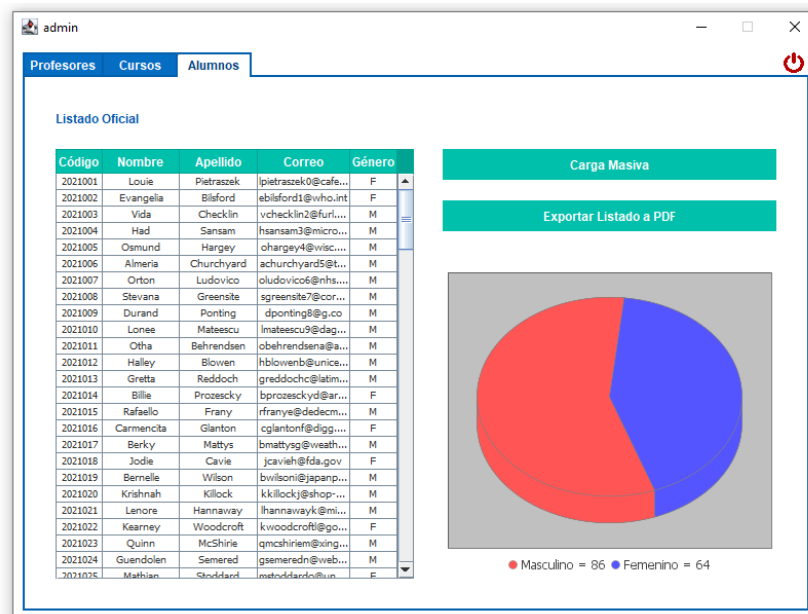 admin
Profesores Cursos Alumnos
Listado Oficial
Código Nombre Apellido Correo Género
2021001 Louie Pietraszek lpietraszek0@cafe... F
2021002 Evangelia Bilsford ebilsford1@who.int F
2021003 Vida Checklin vchecklin2@furl.... M
2021004 Had Sansam hsansam3@micro... M
2021005 Osmund Hargey ohargey4@wisc.... M
2021006 Almeria Churchyard achurchyard5@t... M
2021007 Orton Ludovico oludovico6@nhs.... M
2021008 Stevana Greensite sgreensite7@cor... M
2021009 Durand Ponting dponting8@g.co M
2021010 Lonee Mateescu lmateescu9@dag... M
2021011 Otha Behrendsen obehrendsena@a... M
2021012 Halley Blowen hblowenb@unice... M
2021013 Gretta Reddoch greddochc@latim... M
2021014 Billie Prozescky bprozesckyd@ar... F
2021015 Rafaello Frany rfranye@dedecm... M
2021016 Carmencita Glanton cglantonf@digg.... F
2021017 Berky Mattys bmattysg@weath... M
2021018 Jodie Cavie jcavieh@fda.gov F
2021019 Bernelle Wilson bwilsoni@japanp... M
2021020 Krishnah Killock kkillockj@shop-... M
2021021 Lenore Hannaway lhannawayk@mi... M
2021022 Kearney Woodcroft kwoodcroftl@go... F
2021023 Quinn McShirie qmcshiriem@xing... M
2021024 Guendolen Semered gsemeredn@web... M
2021025 Mathian Stoddard mstoddardo@un... F
Carga Masiva
Exportar Listado a PDF
Masculino = 86 Femenino = 64